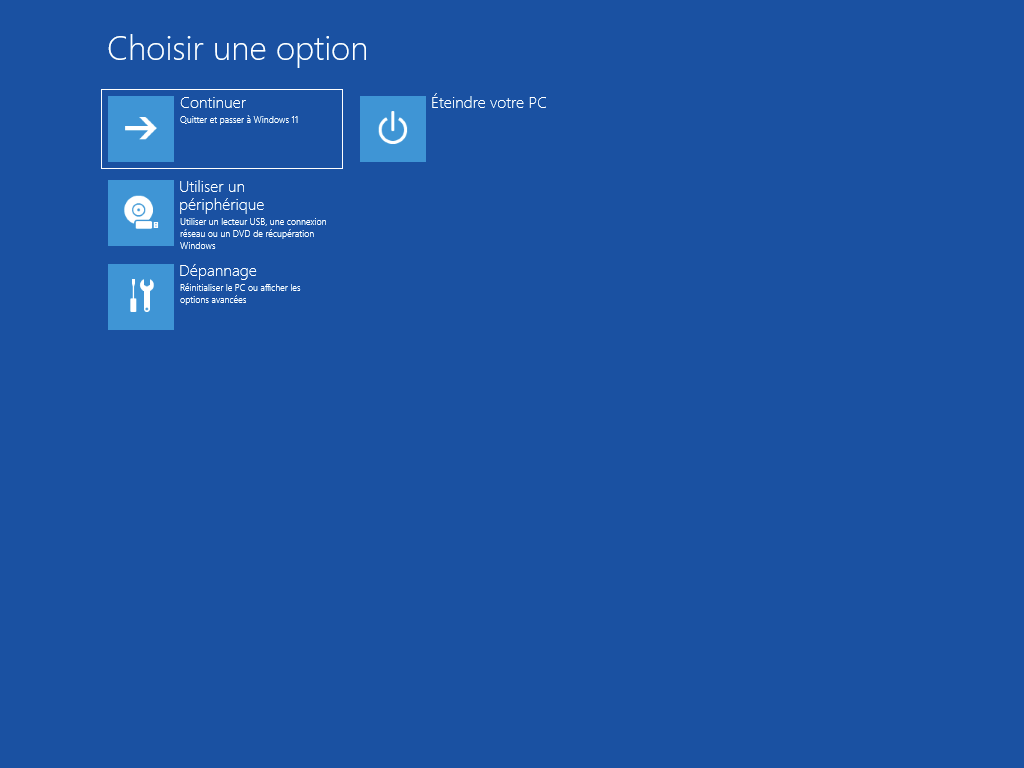 Choisir une option
Continuer
Quitter et passer à Windows 11
Éteindre votre PC
Utiliser un
périphérique
Utiliser un lecteur USB, une connexion
réseau ou un DVD de récupération
Windows
Dépannage
Réinitialiser le PC ou afficher les
options avancées